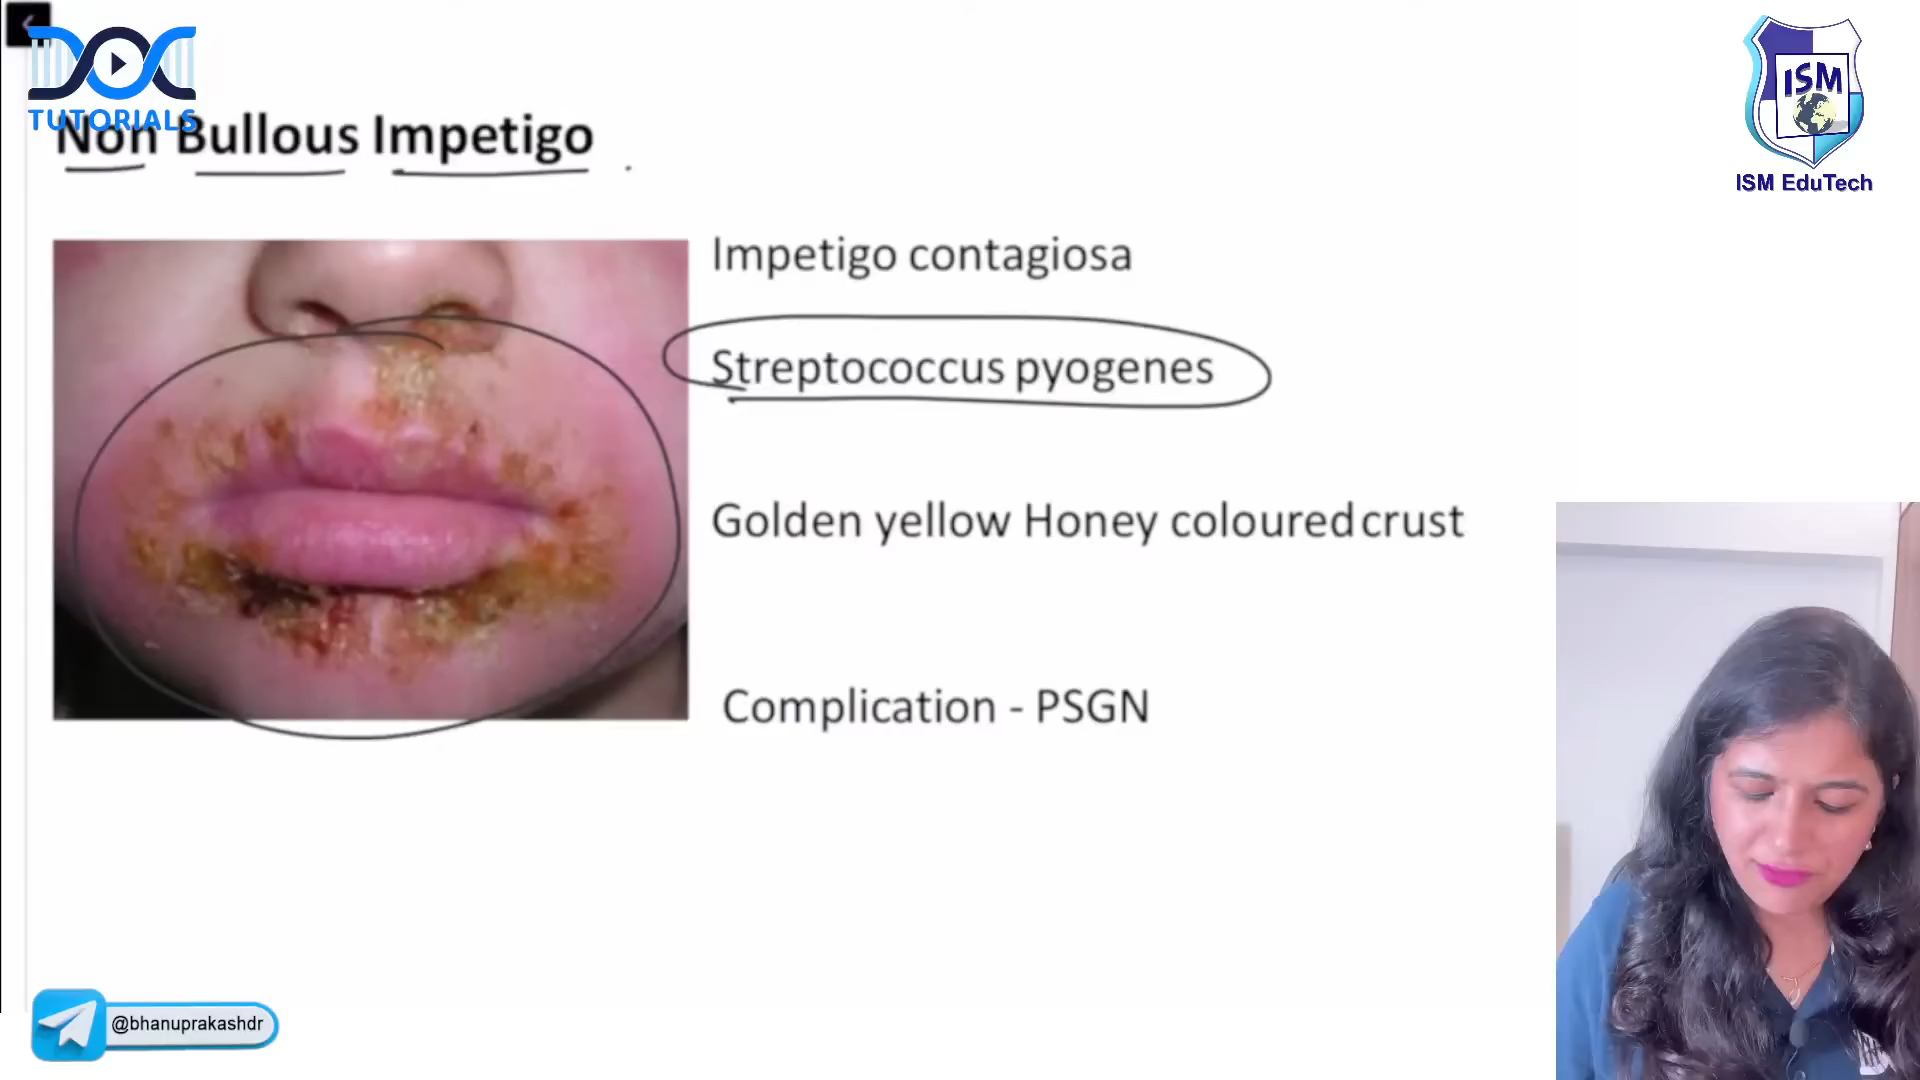 DOC
TUTORIALS
Non Bullous Impetigo
ISM
ISM EduTech
Impetigo contagiosa
Streptococcus pyogenes
Golden yellow Honey coloured crust
Complication - PSGN
@bhanuprakashdr